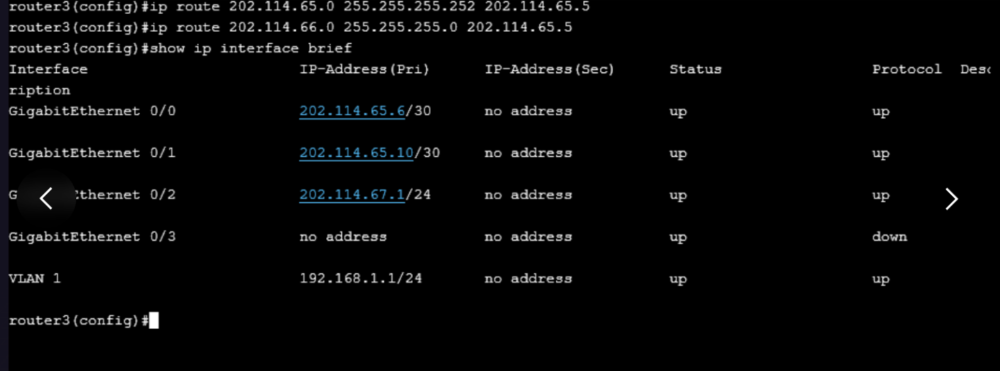 router3(config)#ip route 202.114.65.0 255.255.255.252 202.114.65.5
router3(config)#ip route 202.114.66.0 255.255.255.0 202.114.65.5
router3(config)#show ip interface brief
Interface IP-Address(Pri) IP-Address(Sec) Status Protocol Desc
ription
GigabitEthernet 0/0 202.114.65.6/30 no address up up
GigabitEthernet 0/1 202.114.65.10/30 no address up up
0/2 202.114.67.1/24 no address up up
GigabitEthernet 0/3 no address no address up down
VLAN 1 192.168.1.1/24 no address up up
router3(config)#